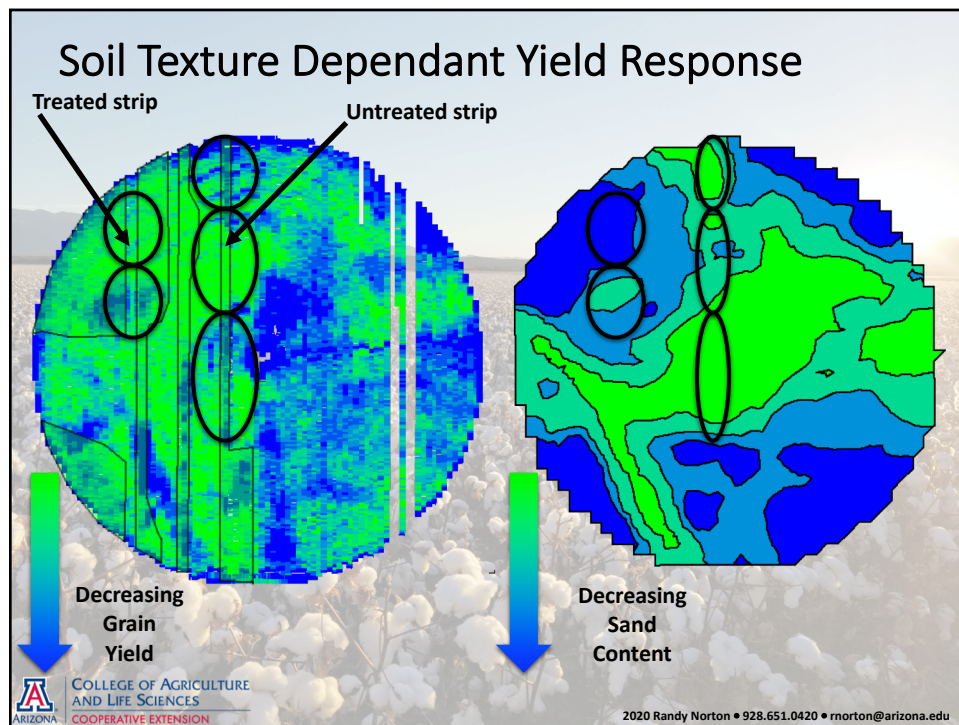 Soil Texture Dependant Yield Response
Treated strip
Untreated strip
Decreasing
Grain
Yield
Decreasing
Sand
Content
A
ARIZONA
COLLEGE OF AGRICULTURE
AND LIFE SCIENCES
COOPERATIVE EXTENSION
2020 Randy Norton • 928.651.0420 • rnorton@arizona.edu